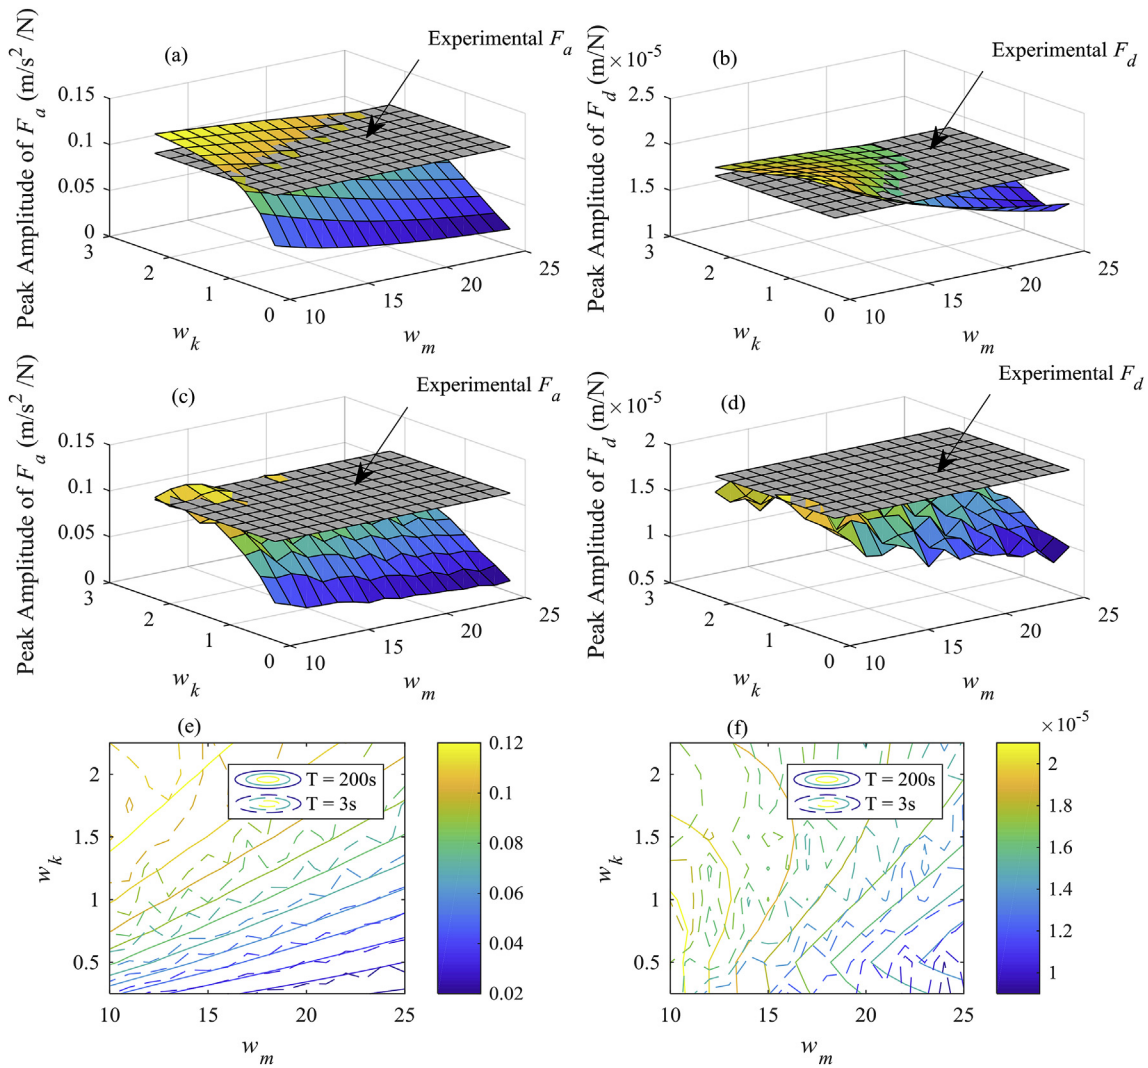 (a)
Experimental F_a
Peak Amplitude of F_a (m/s²/N)
0.15
0.1
0.05
0
3
2
1
0
10
15
20
25
w_k
w_m
(b)
Experimental F_d
Peak Amplitude of F_d (m/N)
×10⁻⁵
2.5
2
1.5
1
3
2
1
0
10
15
20
25
w_k
w_m
(c)
Experimental F_a
Peak Amplitude of F_a (m/s²/N)
0.15
0.1
0.05
0
3
2
1
0
10
15
20
25
w_k
w_m
(d)
Experimental F_d
Peak Amplitude of F_d (m/N)
×10⁻⁵
2
1.5
1
0.5
3
2
1
0
10
15
20
25
w_k
w_m
(e)
T = 200s
T = 3s
2
1.5
1
0.5
10
15
20
25
w_k
w_m
0.12
0.10
0.08
0.06
0.04
0.02
(f)
T = 200s
T = 3s
2
1.5
1
0.5
10
15
20
25
w_k
w_m
×10⁻⁵
2
1.8
1.6
1.4
1.2
1